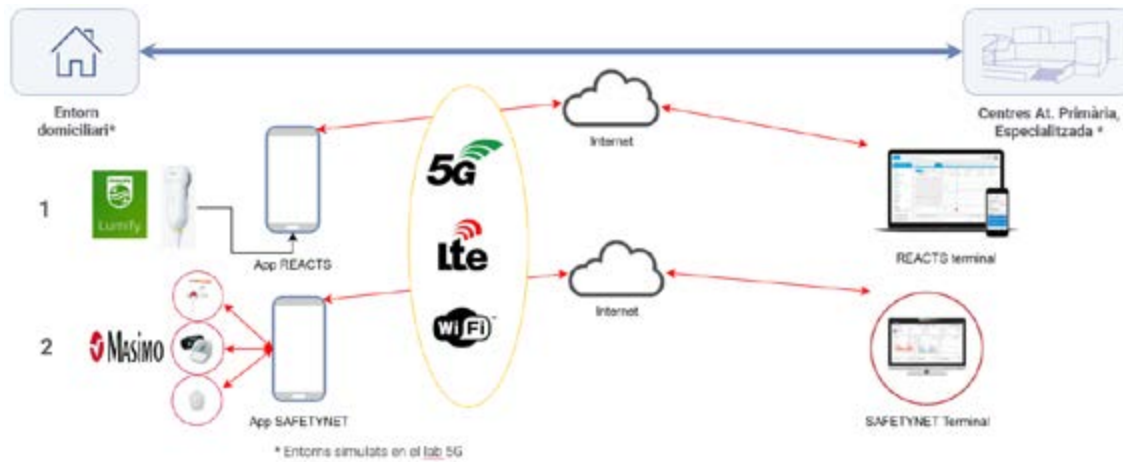 Entorn
domiciliari*
Centres At. Primària,
Especialitzada *
Internet
5G
1
Lumify
App REACTS
Lte
REACTS terminal
Internet
2
MASIMO
WiFi
App SAFETYNET
SAFETYNET Terminal
* Entorns simulats en el lab 5G